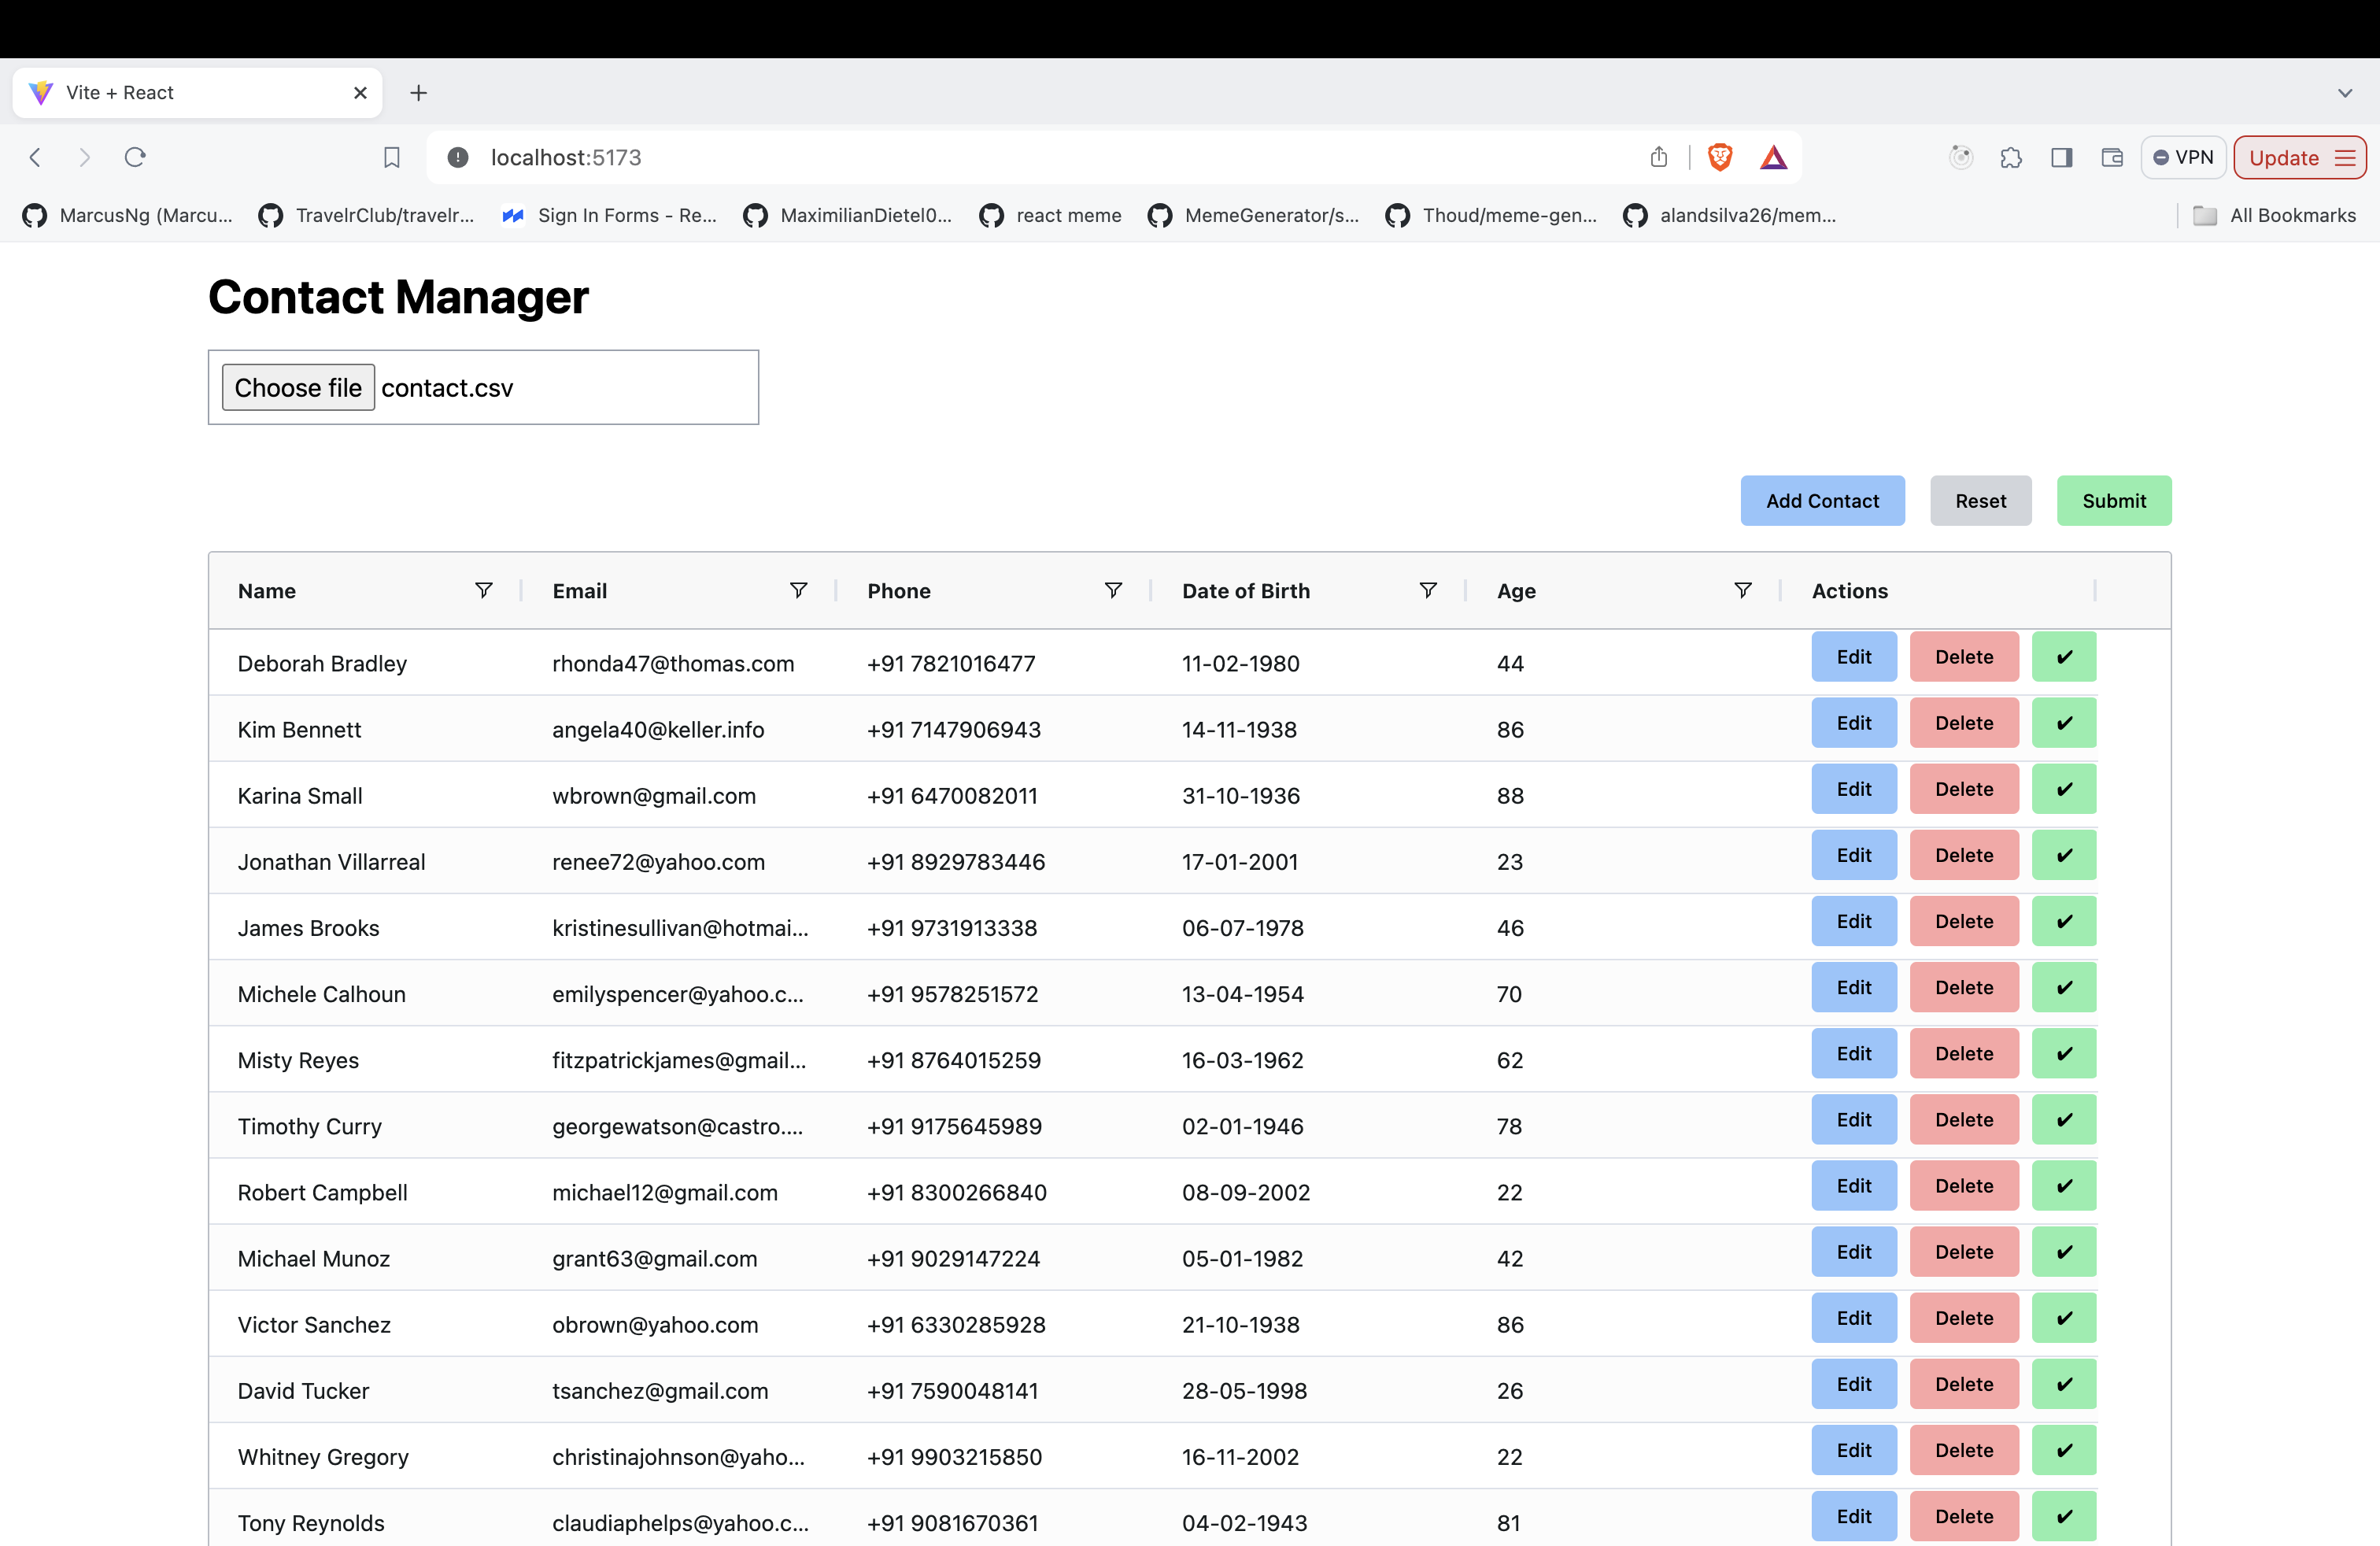 Vite + React
localhost:5173
VPN
Update
MarcusNg (Marcu... TravelrClub/travelr... Sign In Forms - Re... MaximilianDietel0... react meme MemeGenerator/s... Thoud/meme-gen... alandsilva26/mem... All Bookmarks
Contact Manager
Choose file contact.csv
Add Contact Reset Submit
Name Email Phone Date of Birth Age Actions
Deborah Bradley rhonda47@thomas.com +91 7821016477 11-02-1980 44 Edit Delete ✔
Kim Bennett angela40@keller.info +91 7147906943 14-11-1938 86 Edit Delete ✔
Karina Small wbrown@gmail.com +91 6470082011 31-10-1936 88 Edit Delete ✔
Jonathan Villarreal renee72@yahoo.com +91 8929783446 17-01-2001 23 Edit Delete ✔
James Brooks kristinesullivan@hotmai... +91 9731913338 06-07-1978 46 Edit Delete ✔
Michele Calhoun emilyspencer@yahoo.c... +91 9578251572 13-04-1954 70 Edit Delete ✔
Misty Reyes fitzpatrickjames@gmail... +91 8764015259 16-03-1962 62 Edit Delete ✔
Timothy Curry georgewatson@castro.... +91 9175645989 02-01-1946 78 Edit Delete ✔
Robert Campbell michael12@gmail.com +91 8300266840 08-09-2002 22 Edit Delete ✔
Michael Munoz grant63@gmail.com +91 9029147224 05-01-1982 42 Edit Delete ✔
Victor Sanchez obrown@yahoo.com +91 6330285928 21-10-1938 86 Edit Delete ✔
David Tucker tsanchez@gmail.com +91 7590048141 28-05-1998 26 Edit Delete ✔
Whitney Gregory christinajohnson@yaho... +91 9903215850 16-11-2002 22 Edit Delete ✔
Tony Reynolds claudiaphelps@yahoo.c... +91 9081670361 04-02-1943 81 Edit Delete ✔